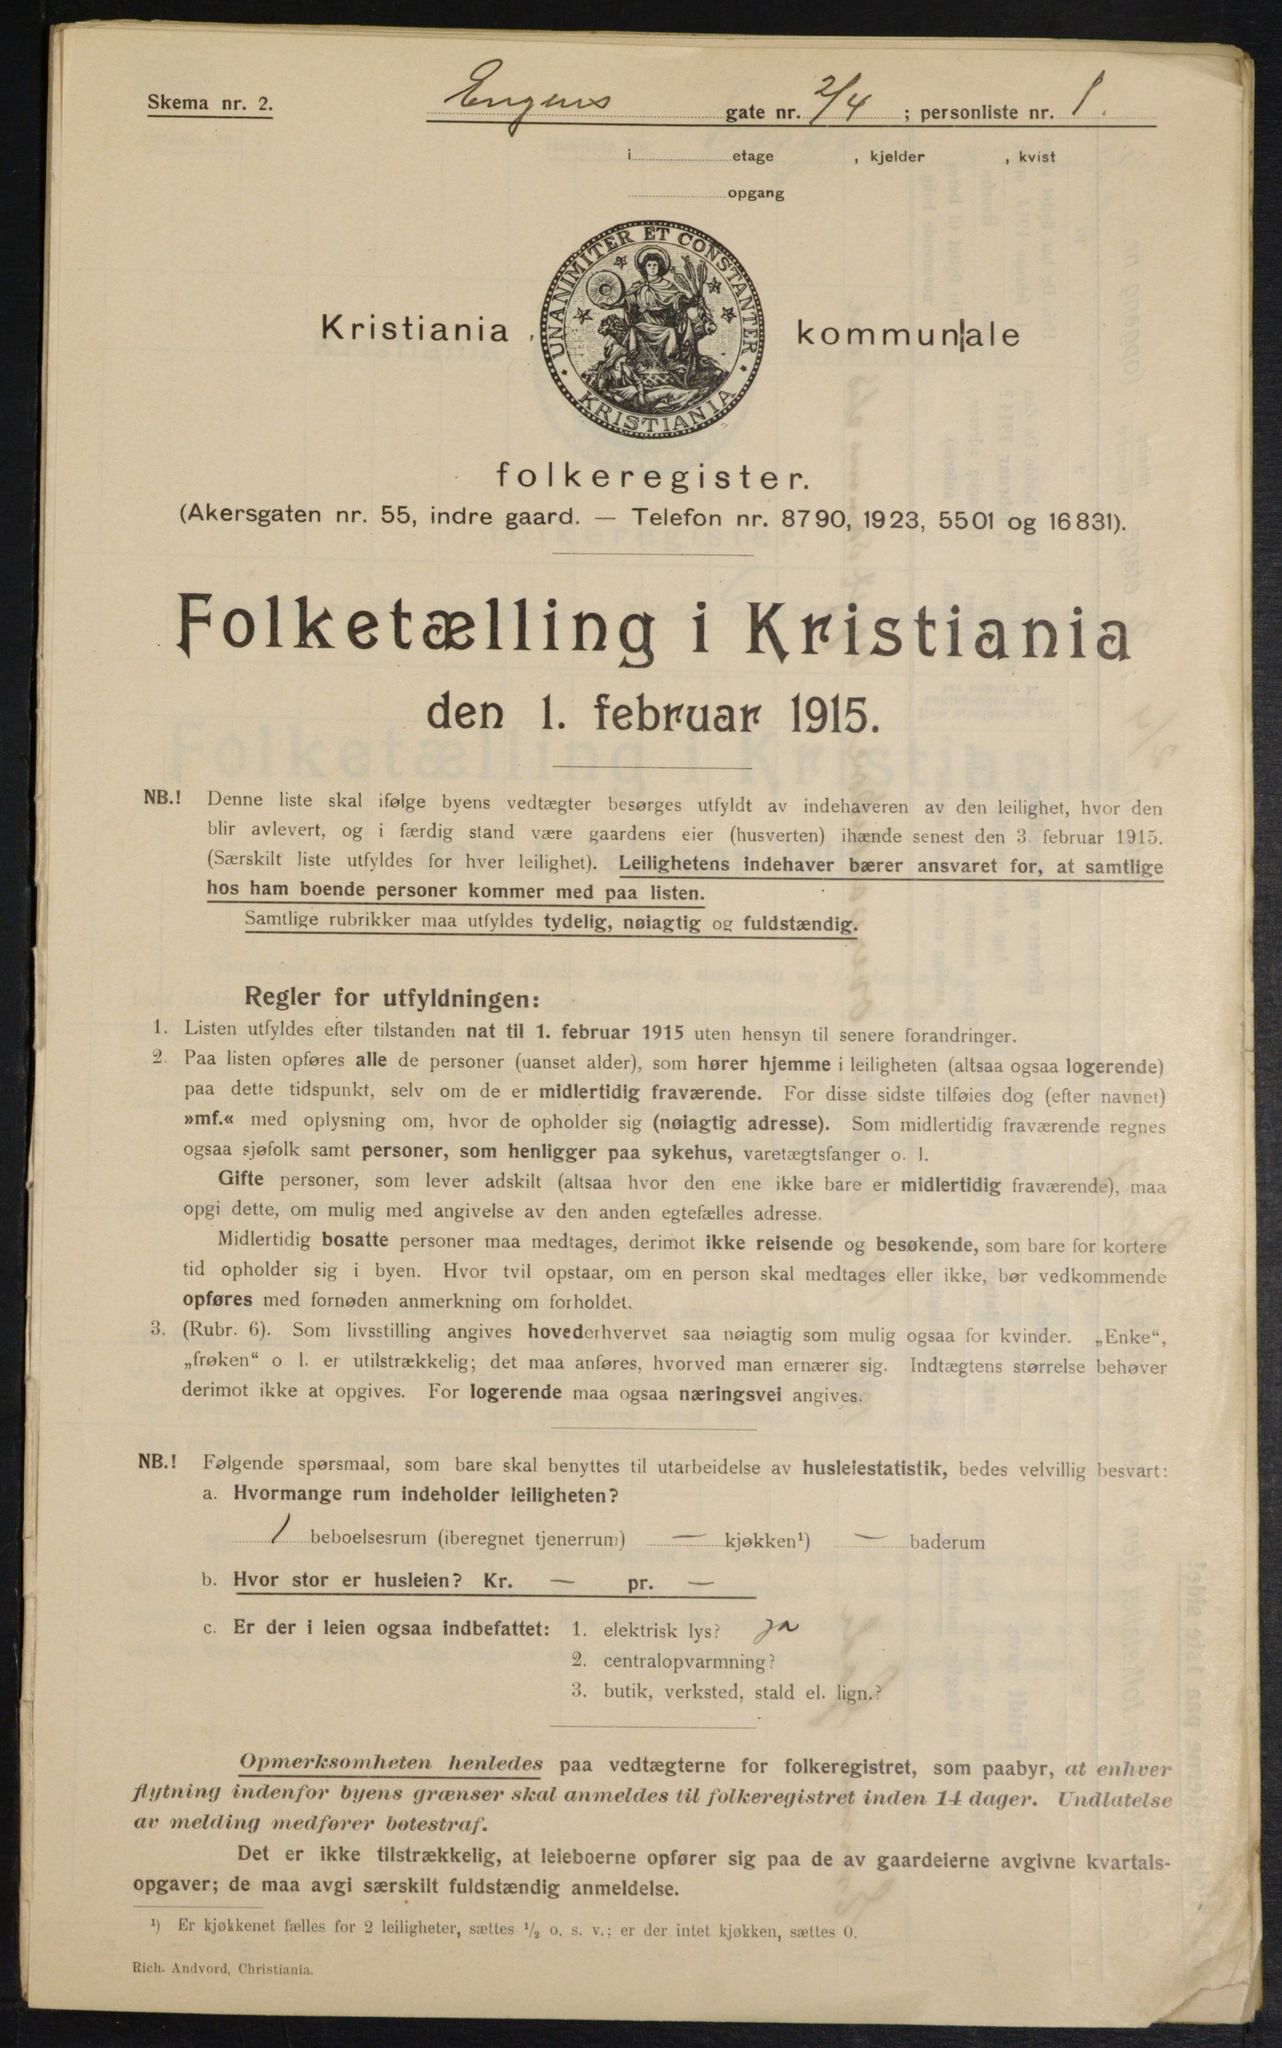 Skema nr. 2.
Engens gate nr. 2/4 ; personliste nr. 1.
i etage , kjelder , kvist
opgang
UNANIMITER ET CONSTANTER
KRISTIANIA
Kristiania kommunale
folkeregister.
(Akersgaten nr. 55, indre gaard. — Telefon nr. 8790, 1923, 5501 og 16831).
Folketælling i Kristiania
den 1. februar 1915.
NB.! Denne liste skal ifølge byens vedtægter besørges utfyldt av indehaveren av den leilighet, hvor den
blir avlevert, og i færdig stand være gaardens eier (husverten) ihænde senest den 3. februar 1915.
(Særskilt liste utfyldes for hver leilighet). Leilighetens indehaver bærer ansvaret for, at samtlige
hos ham boende personer kommer med paa listen.
Samtlige rubrikker maa utfyldes tydelig, nøiagtig og fuldstændig.
Regler for utfyldningen:
1. Listen utfyldes efter tilstanden nat til 1. februar 1915 uten hensyn til senere forandringer.
2. Paa listen opføres alle de personer (uanset alder), som hører hjemme i leiligheten (altsaa ogsaa logerende)
paa dette tidspunkt, selv om de er midlertidig fraværende. For disse sidste tilføies dog (efter navnet)
»mf.« med oplysning om, hvor de opholder sig (nøiagtig adresse). Som midlertidig fraværende regnes
ogsaa sjøfolk samt personer, som henligger paa sykehus, varetægtsfanger o. l.
Gifte personer, som lever adskilt (altsaa hvor den ene ikke bare er midlertidig fraværende), maa
opgi dette, om mulig med angivelse av den anden egtefælles adresse.
Midlertidig bosatte personer maa medtages, derimot ikke reisende og besøkende, som bare for kortere
tid opholder sig i byen. Hvor tvil opstaar, om en person skal medtages eller ikke, bør vedkommende
opføres med fornøden anmerkning om forholdet.
3. (Rubr. 6). Som livsstilling angives hovederhvervet saa nøiagtig som mulig ogsaa for kvinder. „Enke“,
„frøken“ o l. er utilstrækkelig; det maa anføres, hvorved man ernærer sig. Indtægtens størrelse behøver
derimot ikke at opgives. For logerende maa ogsaa næringsvei angives.
NB.! Følgende spørsmaal, som bare skal benyttes til utarbeidelse av husleiestatistik, bedes velvillig besvart:
a. Hvormange rum indeholder leiligheten?
1 beboelsesrum (iberegnet tjenerrum) — kjøkken¹) — baderum
b. Hvor stor er husleien? Kr. — pr. —
c. Er der i leien ogsaa indbefattet: 1. elektrisk lys? ja
2. centralopvarmning?
3. butik, verksted, stald el. lign.?
Opmerksomheten henledes paa vedtægterne for folkeregistret, som paabyr, at enhver
flytning indenfor byens grænser skal anmeldes til folkeregistret inden 14 dager. Undlatelse
av melding medfører bøtestraf.
Det er ikke tilstrækkelig, at leieboerne opfører sig paa de av gaardeierne avgivne kvartals-
opgaver; de maa avgi særskilt fuldstændig anmeldelse.
¹) Er kjøkkenet fælles for 2 leiligheter, sættes ½ o. s. v.; er der intet kjøkken, sættes 0.
Rich. Andvord, Christiania.